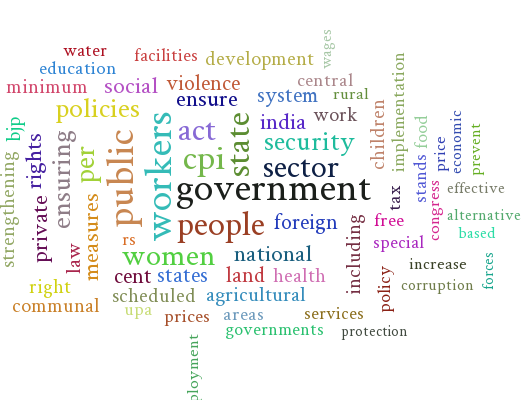 water
facilities
wages
education
development
minimum
social
violence
central
implementation
policies
ensure
system
rural
bjp
rights
ensuring
per
public
workers
act
state
india
work
children
food
price
economic
prevent
cpi
security
strengthening
private
measures
sector
stands
government
tax
congress
effective
law
people
foreign
including
free
alternative
rs
special
based
women
national
right
cent
states
land
health
policy
increase
forces
communal
scheduled
agricultural
corruption
upa
prices
areas
services
governments
protection
ployment